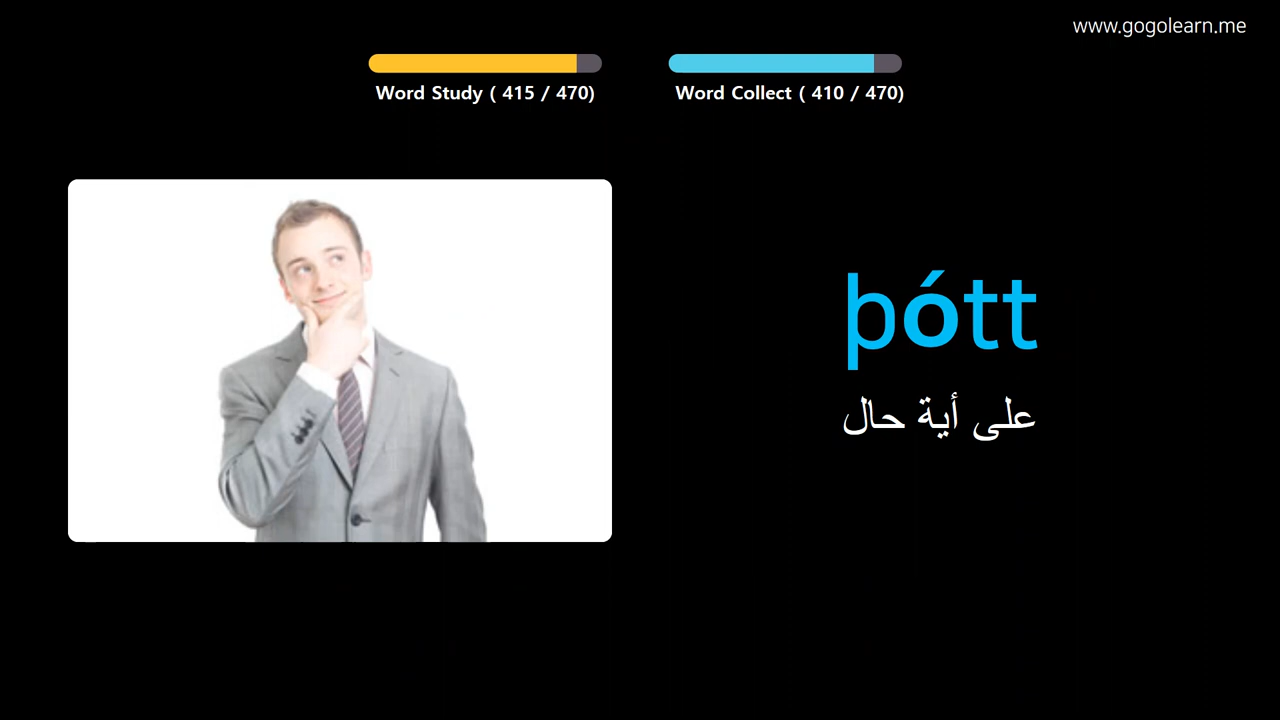 www.gogolearn.me
Word Study ( 415 / 470)
Word Collect ( 410 / 470)
þótt
على أية حال